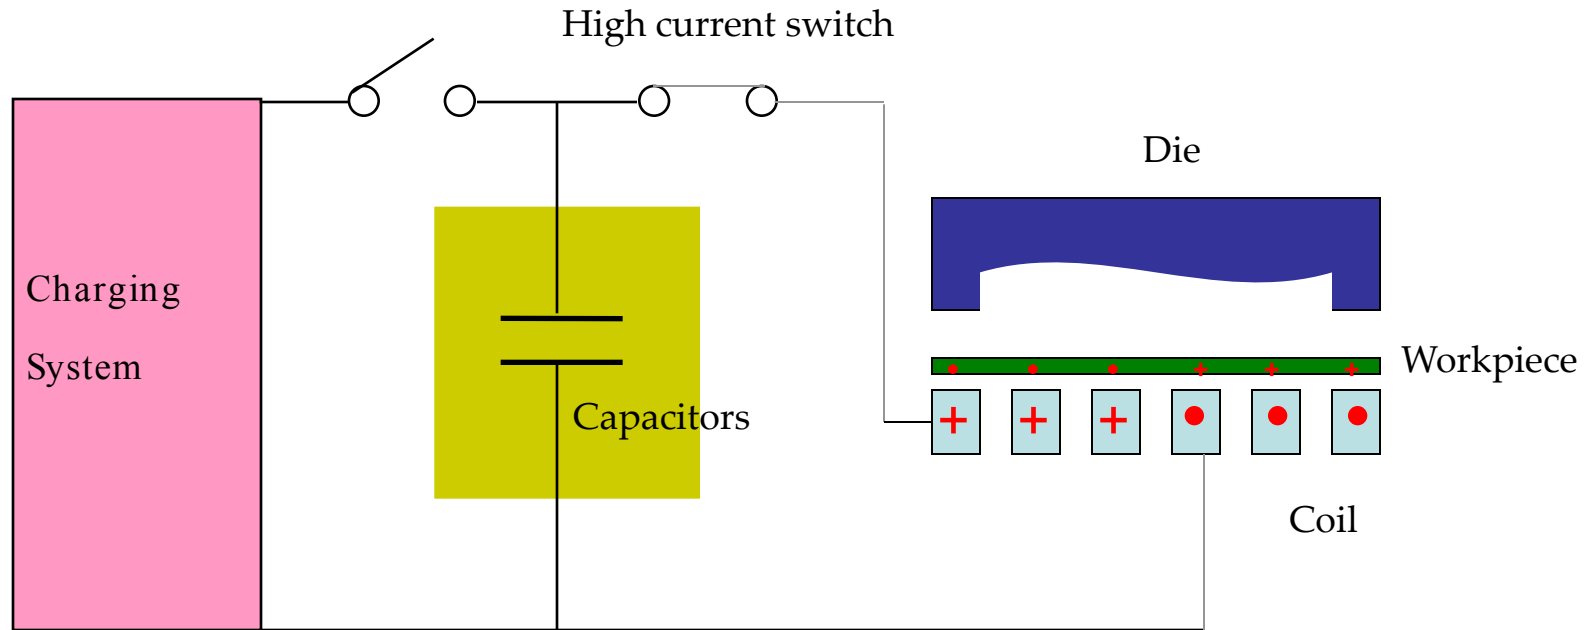 High current switch
Die
Charging
System
Workpiece
Capacitors
Coil